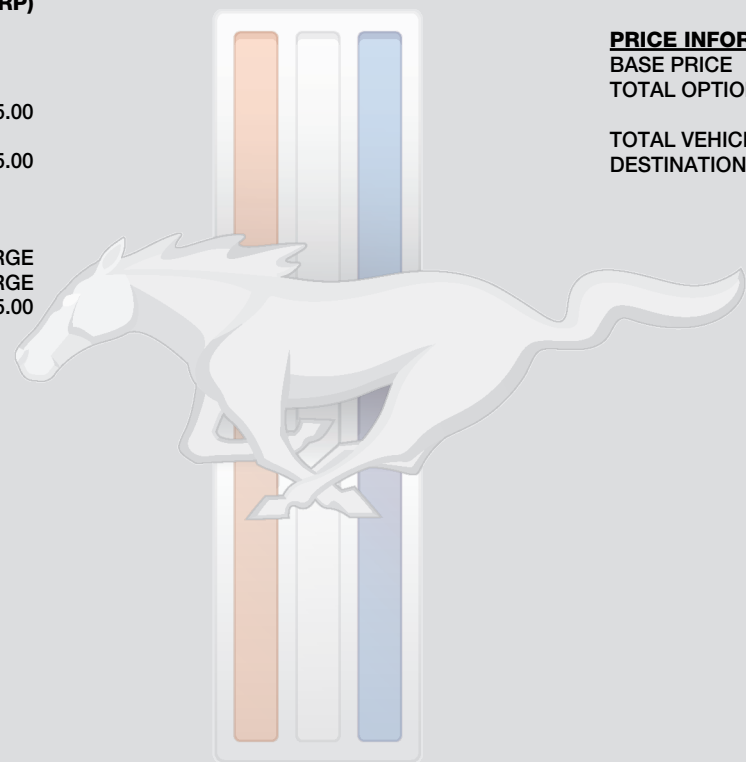 RP)
5.00
5.00
RGE
RGE
5.00
PRICE INFOR
BASE PRICE
TOTAL OPTIO
TOTAL VEHIC
DESTINATION